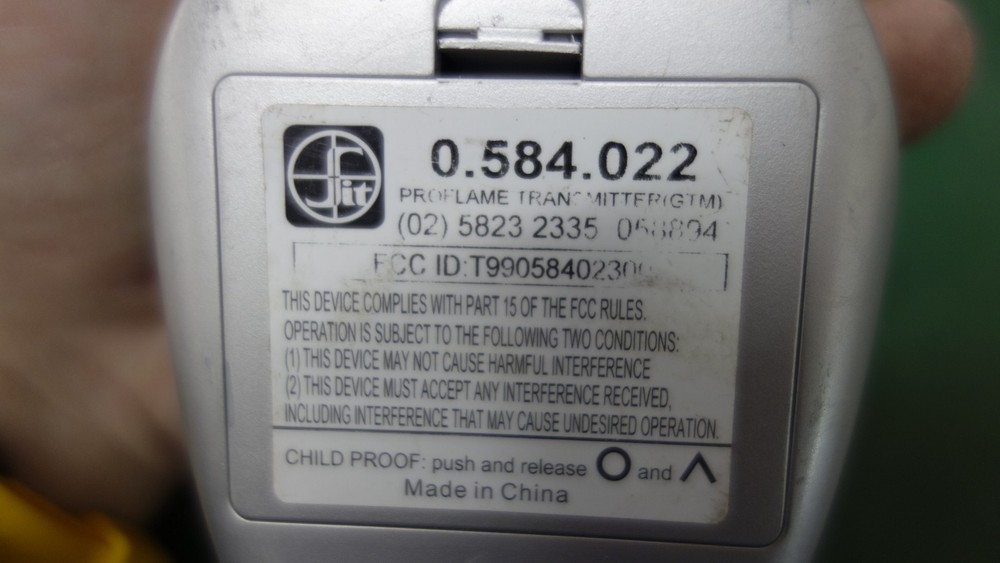 Sit
0.584.022
PROFLAME TRANSMITTER(GTM)
(02) 5823 2335
FCC ID:
THIS DEVICE COMPLIES WITH PART 15 OF THE FCC RULES.
OPERATION IS SUBJECT TO THE FOLLOWING TWO CONDITIONS:
(1) THIS DEVICE MAY NOT CAUSE HARMFUL INTERFERENCE
(2) THIS DEVICE MUST ACCEPT ANY INTERFERENCE RECEIVED,
INCLUDING INTERFERENCE THAT MAY CAUSE UNDESIRED OPERATION.
CHILD PROOF: push and release O and Λ
Made in China